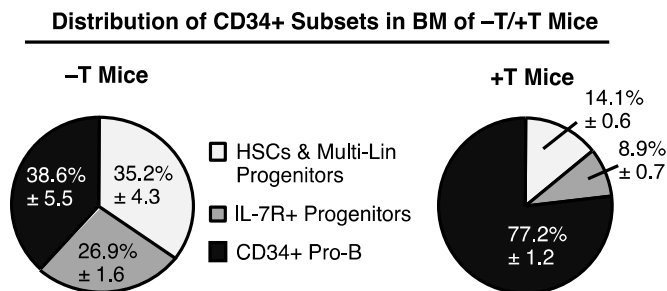 Distribution of CD34+ Subsets in BM of –T/+T Mice
–T Mice
38.6%
± 5.5
35.2%
± 4.3
26.9%
± 1.6
HSCs & Multi-Lin
Progenitors
IL-7R+ Progenitors
CD34+ Pro-B
+T Mice
14.1%
± 0.6
8.9%
± 0.7
77.2%
± 1.2